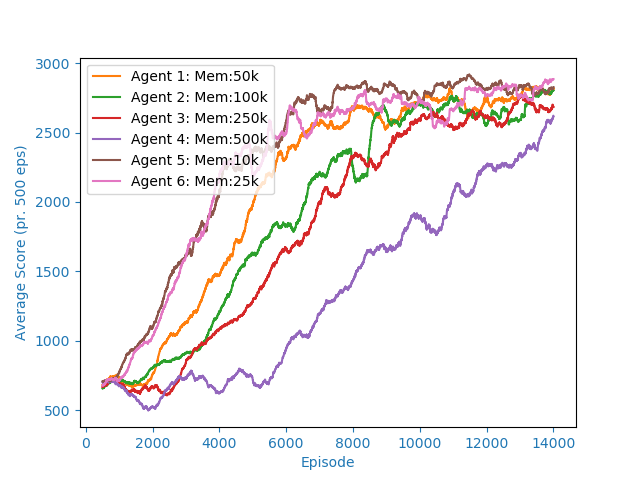 3000
2500
2000
1500
1000
500
Average Score (pr. 500 eps)
Agent 1: Mem:50k
Agent 2: Mem:100k
Agent 3: Mem:250k
Agent 4: Mem:500k
Agent 5: Mem:10k
Agent 6: Mem:25k
0 2000 4000 6000 8000 10000 12000 14000
Episode